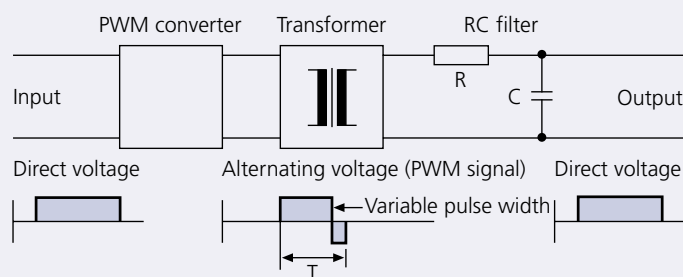 PWM converter
Transformer
RC filter
R
Input
C
Output
Direct voltage
Alternating voltage (PWM signal)
Direct voltage
Variable pulse width
T